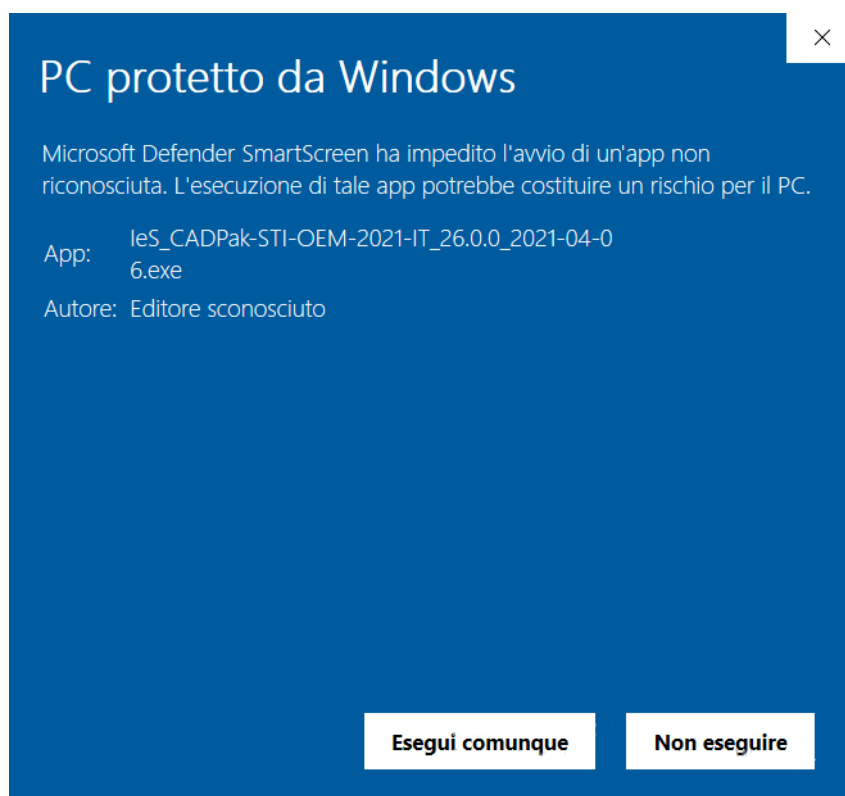 PC protetto da Windows
Microsoft Defender SmartScreen ha impedito l'avvio di un'app non
riconosciuta. L'esecuzione di tale app potrebbe costituire un rischio per il PC.
App: IeS_CADPak-STI-OEM-2021-IT_26.0.0_2021-04-0
6.exe
Autore: Editore sconosciuto
Esegui comunque Non eseguire